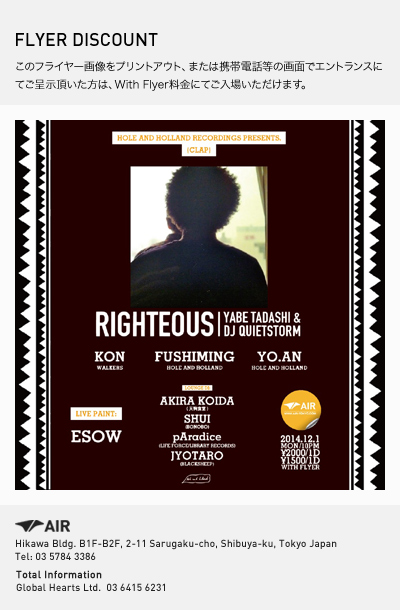 FLYER DISCOUNT
このフライヤー画像をプリントアウト、または携帯電話等の画面でエントランスに
てご呈示頂いた方は、With Flyer料金にてご入場いただけます。
HOLE AND HOLLAND RECORDINGS PRESENTS.
[CLAP]
RIGHTEOUS | YABE TADASHI &
DJ QUIETSTORM
KON
WALKERS
FUSHIMING
HOLE AND HOLLAND
YO.AN
HOLE AND HOLLAND
LIVE PAINT:
ESOW
AKIRA KOIDA
SHUI
(BONOBO)
pAradice
(LIFE FORCE/LIBRARY RECORDS)
JYOTARO
(BLACKSHEEP)
AIR
2014.12.1
MON/10PM
¥2000/1D
¥1500/1D
WITH FLYER
AIR
Hikawa Bldg. B1F-B2F, 2-11 Sarugaku-cho, Shibuya-ku, Tokyo Japan
Tel: 03 5784 3386
Total Information
Global Hearts Ltd. 03 6415 6231